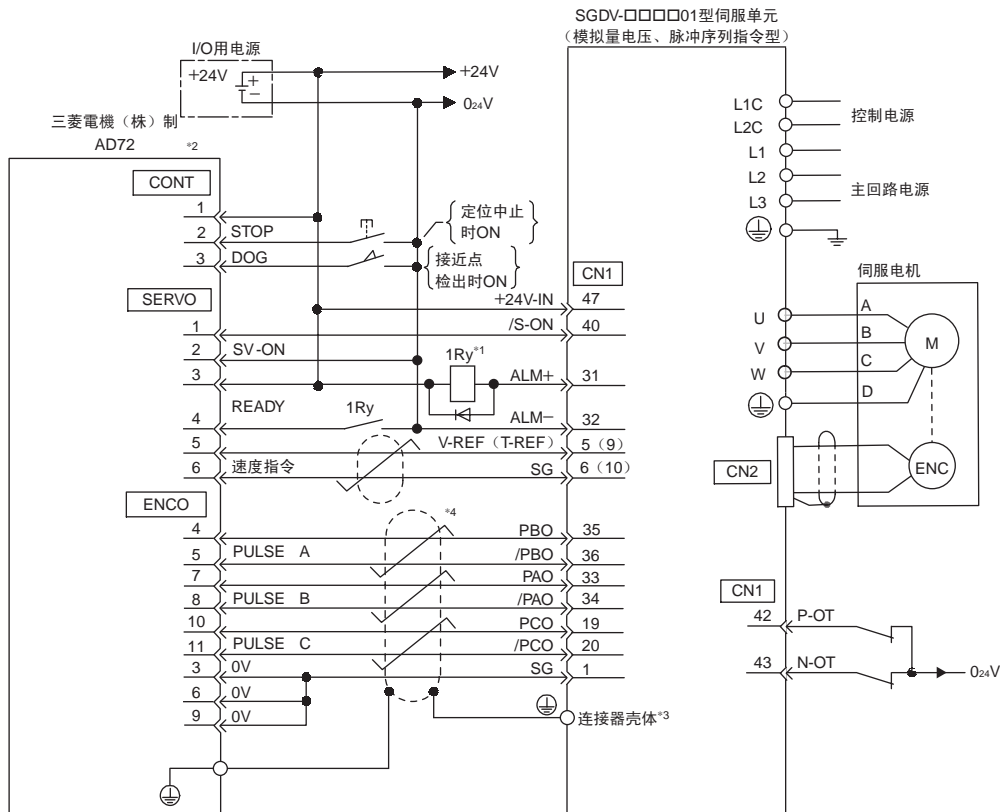 SGDV-□□□□01型伺服单元
（模拟量电压、脉冲序列指令型）
I/O用电源
+24V
+
−
+24V
024V
三菱電機（株）制
AD72 *2
CONT
1
2 STOP
3 DOG
定位中止
时ON
接近点
检出时ON
SERVO
1
2 SV-ON
3
READY
4
5
6 速度指令
1Ry*1
1Ry
CN1
+24V-IN 47
/S-ON 40
ALM+ 31
ALM− 32
V-REF（T-REF） 5（9）
SG 6（10）
ENCO
*4
4
5 PULSE A
7
8 PULSE B
10
11 PULSE C
3 0V
6 0V
9 0V
PBO 35
/PBO 36
PAO 33
/PAO 34
PCO 19
/PCO 20
SG 1
连接器壳体*3
L1C
L2C
控制电源
L1
L2
L3
主回路电源
伺服电机
U A
V B
W C
D
M
CN2
ENC
CN1
42 P-OT
43 N-OT
024V